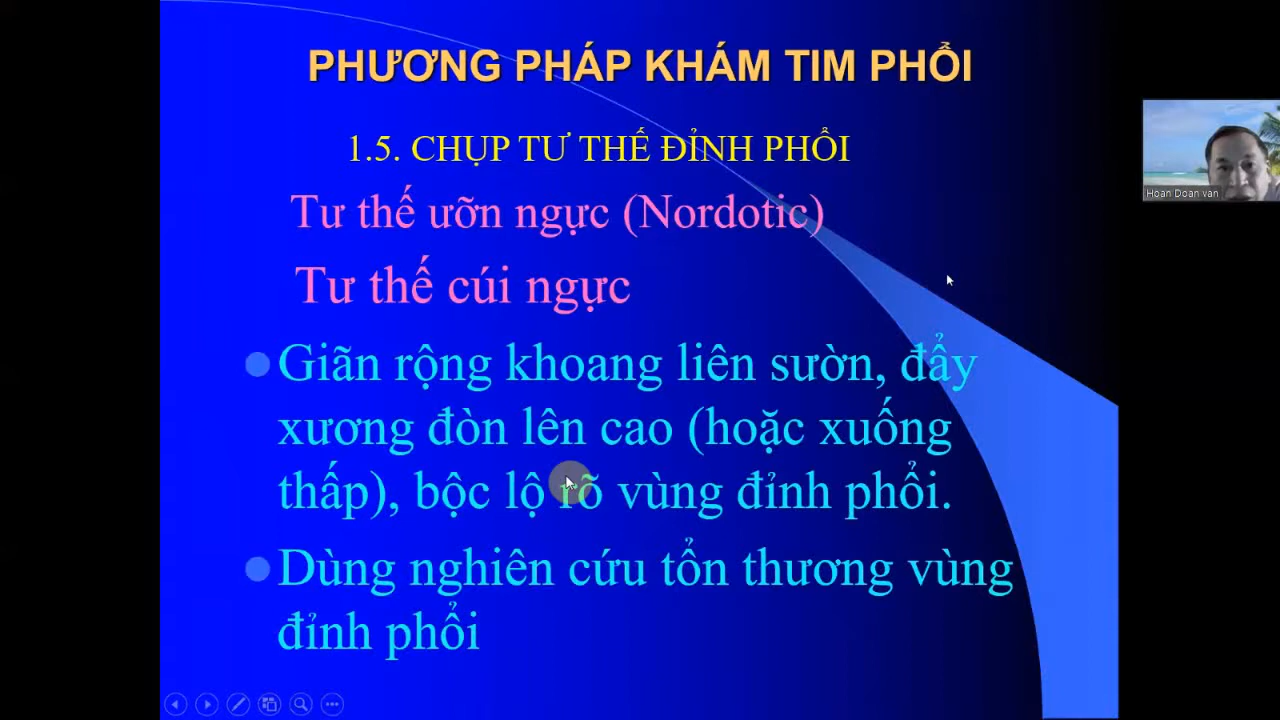 PHƯƠNG PHÁP KHÁM TIM PHỔI
1.5. CHỤP TƯ THẾ ĐỈNH PHỔI
Tư thế ưỡn ngực (Nordotic)
Tư thế cúi ngực
Giãn rộng khoang liên sườn, đẩy
xương đòn lên cao (hoặc xuống
thấp), bộc lộ rõ vùng đỉnh phổi.
Dùng nghiên cứu tổn thương vùng
đỉnh phổi
Hoan Doan van